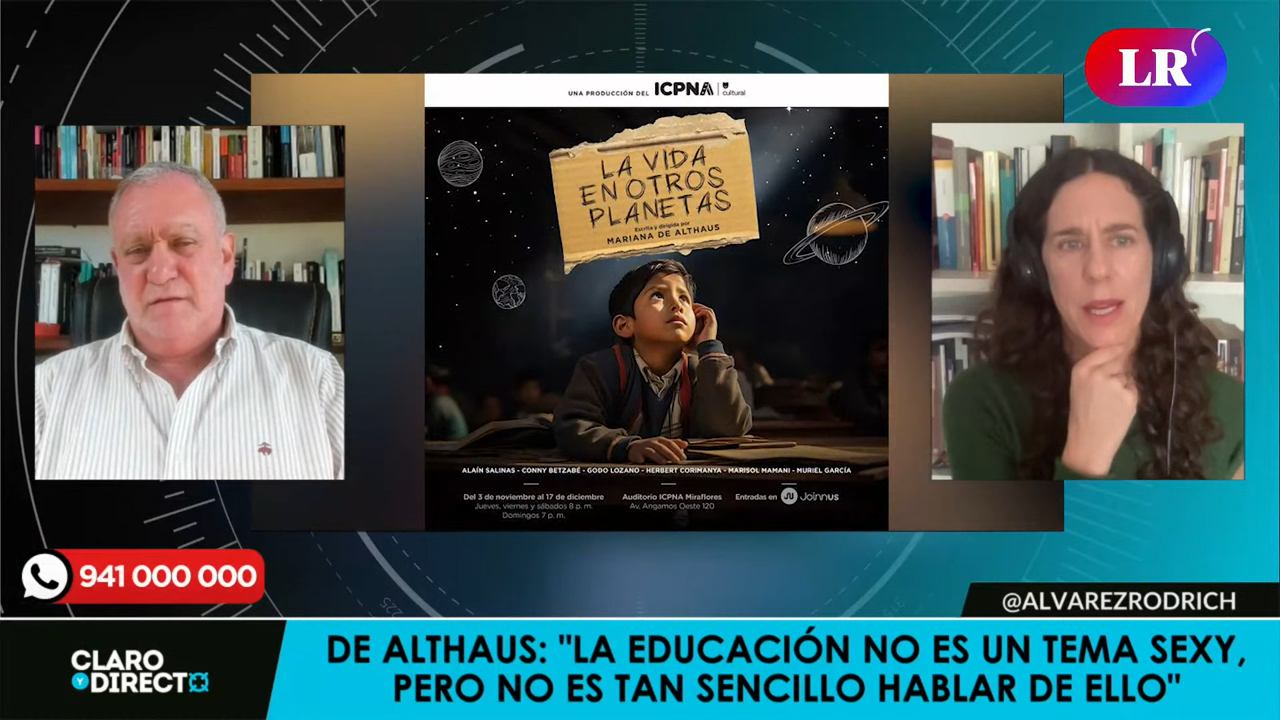 LR
UNA PRODUCCIÓN DEL ICPNA cultural
LA VIDA
EN OTROS
PLANETAS
Escrita y dirigida por
MARIANA DE ALTHAUS
ALAÍN SALINAS - CONNY BETZABÉ - GODO LOZANO - HERBERT CORIMANYA - MARISOL MAMANI - MURIEL GARCÍA
Del 3 de noviembre al 17 de diciembre
Jueves, viernes y sábados 8 p. m.
Domingos 7 p. m.
Auditorio ICPNA Miraflores
Av. Angamos Oeste 120
Entradas en Joinnus
941 000 000
@ALVAREZRODRICH
CLARO
Y DIRECTO
DE ALTHAUS: "LA EDUCACIÓN NO ES UN TEMA SEXY,
PERO NO ES TAN SENCILLO HABLAR DE ELLO"